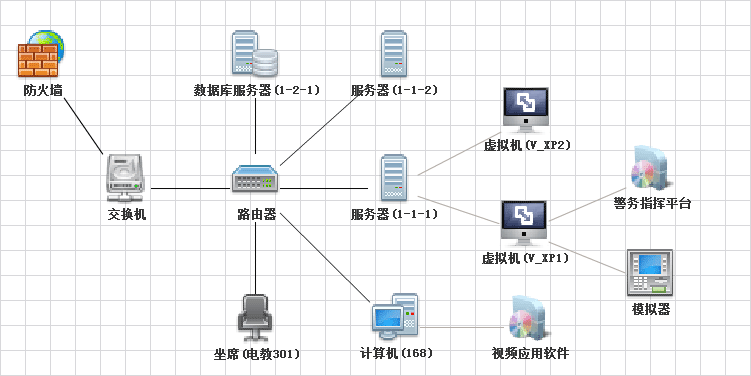 防火墙
数据库服务器(1-2-1)
服务器(1-1-2)
虚拟机(V_XP2)
交换机
路由器
服务器(1-1-1)
警务指挥平台
虚拟机(V_XP1)
模拟器
坐席(电教301)
计算机(168)
视频应用软件